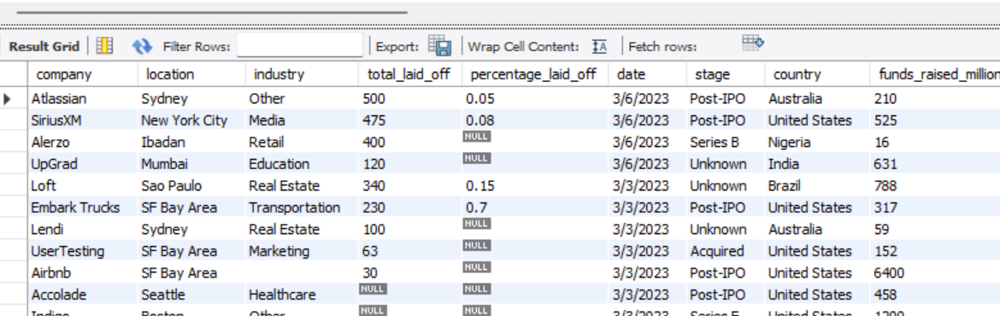 Result Grid Filter Rows: Export: Wrap Cell Content: Fetch rows:
company location industry total_laid_off percentage_laid_off date stage country funds_raised_million
Atlassian Sydney Other 500 0.05 3/6/2023 Post-IPO Australia 210
SiriusXM New York City Media 475 0.08 3/6/2023 Post-IPO United States 525
Alerzo Ibadan Retail 400 NULL 3/6/2023 Series B Nigeria 16
UpGrad Mumbai Education 120 NULL 3/6/2023 Unknown India 631
Loft Sao Paulo Real Estate 340 0.15 3/3/2023 Unknown Brazil 788
Embark Trucks SF Bay Area Transportation 230 0.7 3/3/2023 Post-IPO United States 317
Lendi Sydney Real Estate 100 NULL 3/3/2023 Unknown Australia 59
UserTesting SF Bay Area Marketing 63 NULL 3/3/2023 Acquired United States 152
Airbnb SF Bay Area 30 NULL 3/3/2023 Post-IPO United States 6400
Accolade Seattle Healthcare NULL NULL 3/3/2023 Post-IPO United States 458
Indigo Boston Other NULL NULL 3/3/2023 Series F United States 1200